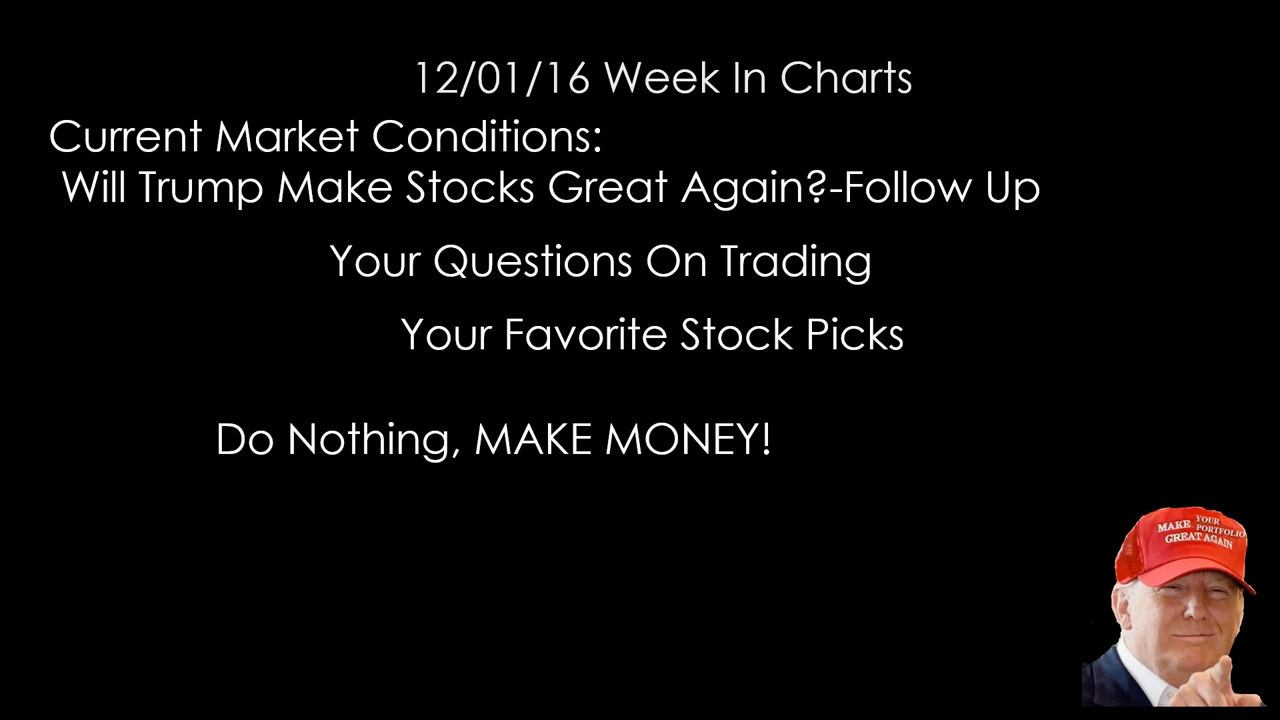 12/01/16 Week In Charts
Current Market Conditions:
Will Trump Make Stocks Great Again?-Follow Up
Your Questions On Trading
Your Favorite Stock Picks
Do Nothing, MAKE MONEY!
MAKE YOUR PORTFOLIO
GREAT AGAIN